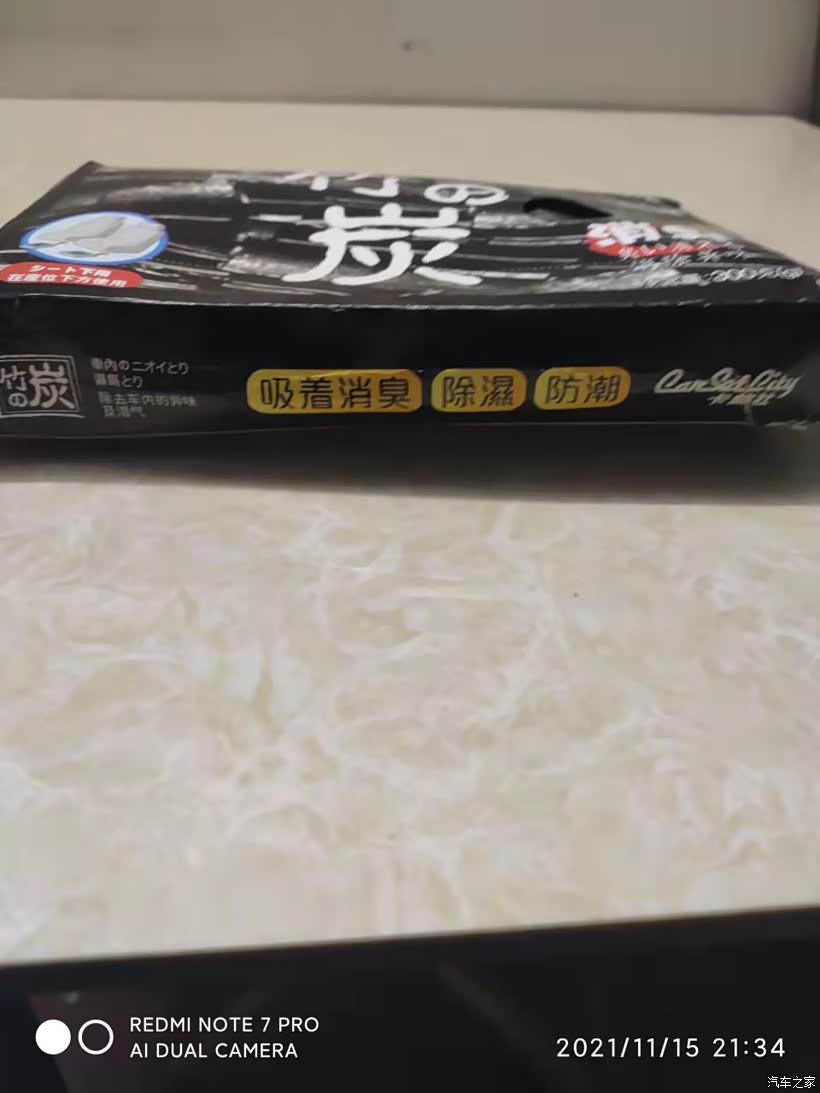 竹の
炭
シート下用
在座位下方使用
竹の炭
車内のニオイとり
湿気とり
除去车内的异味
及湿气
吸着消臭
除濕
防潮
CarSetCity
REDMI NOTE 7 PRO
AI DUAL CAMERA
2021/11/15 21:34
汽车之家